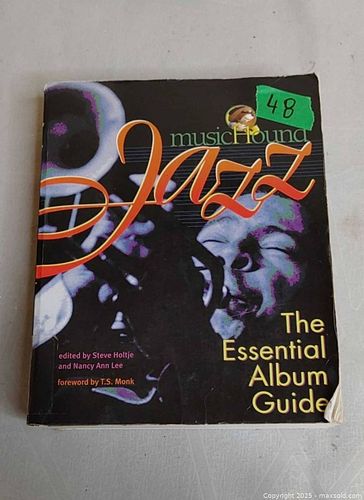 48
musicHound
Jazz
The
Essential
Album
Guide
edited by Steve Holtje
and Nancy Ann Lee
foreword by T.S. Monk
Copyright 2025 - maxsold.com